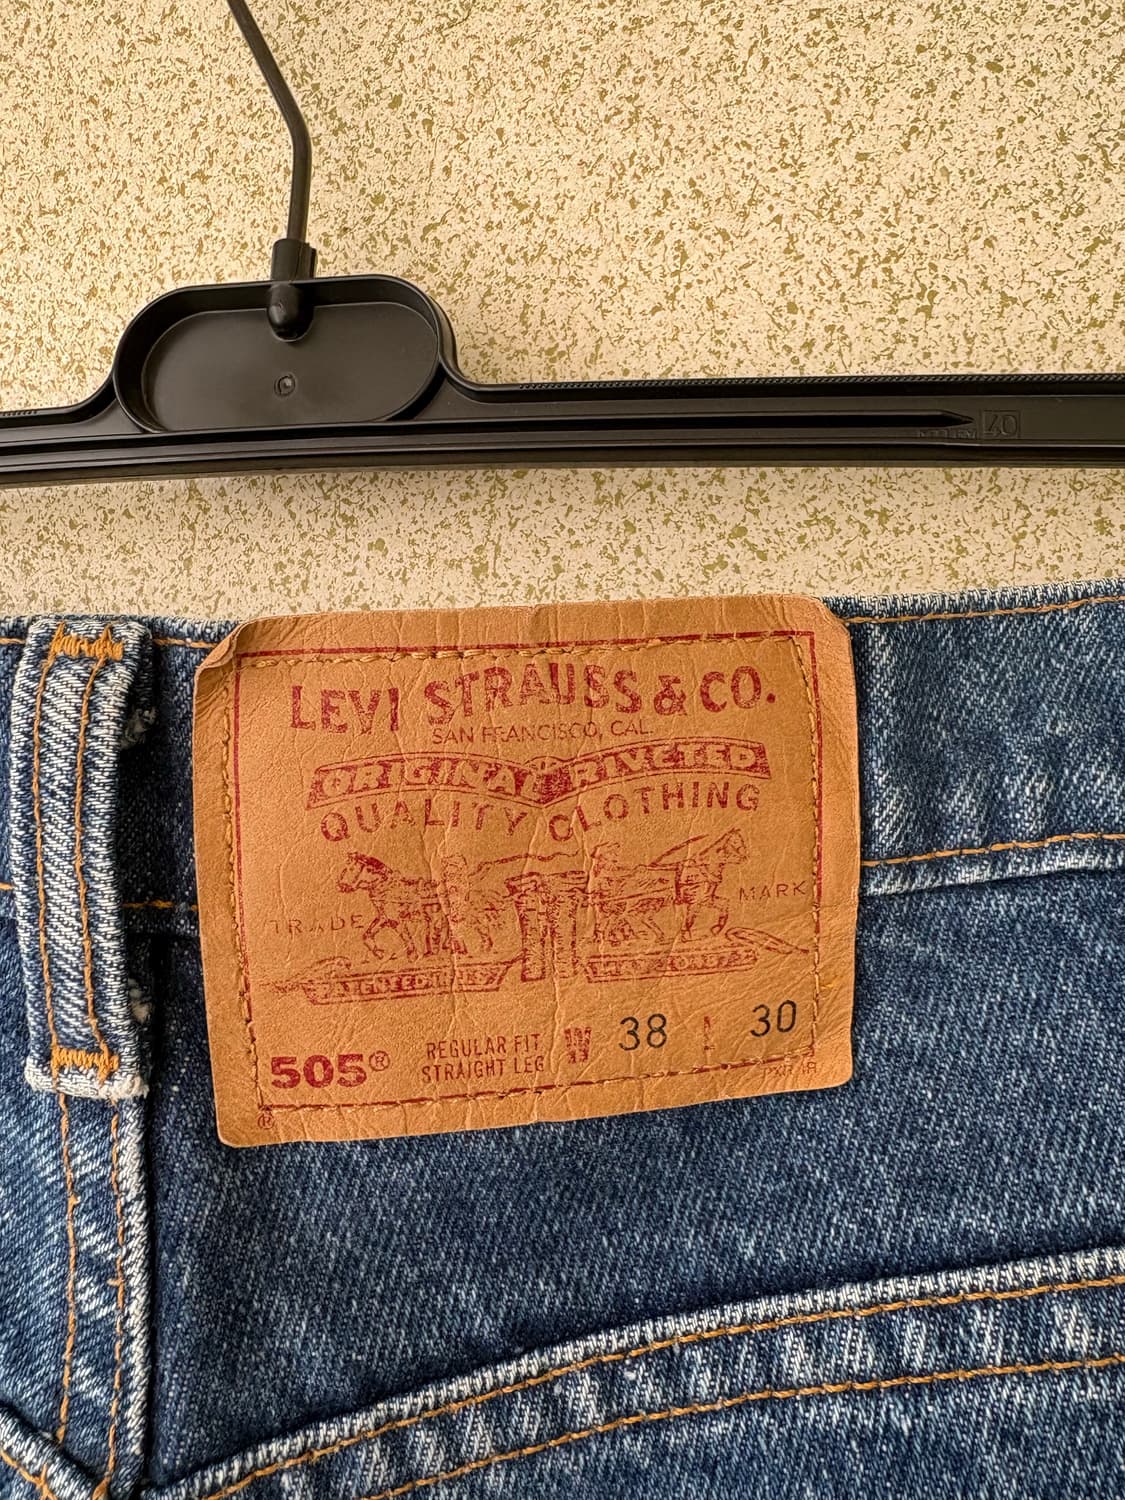 40
LEVI STRAUSS & CO.
SAN FRANCISCO, CAL.
ORIGINAL RIVETED
QUALITY CLOTHING
TRADE MARK
505® REGULAR FIT W 38 L 30
STRAIGHT LEG
®